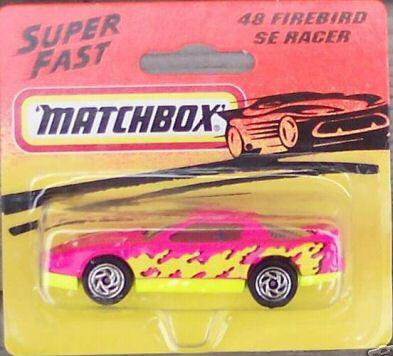 SUPER
FAST
48 FIREBIRD
SE RACER
MATCHBOX®